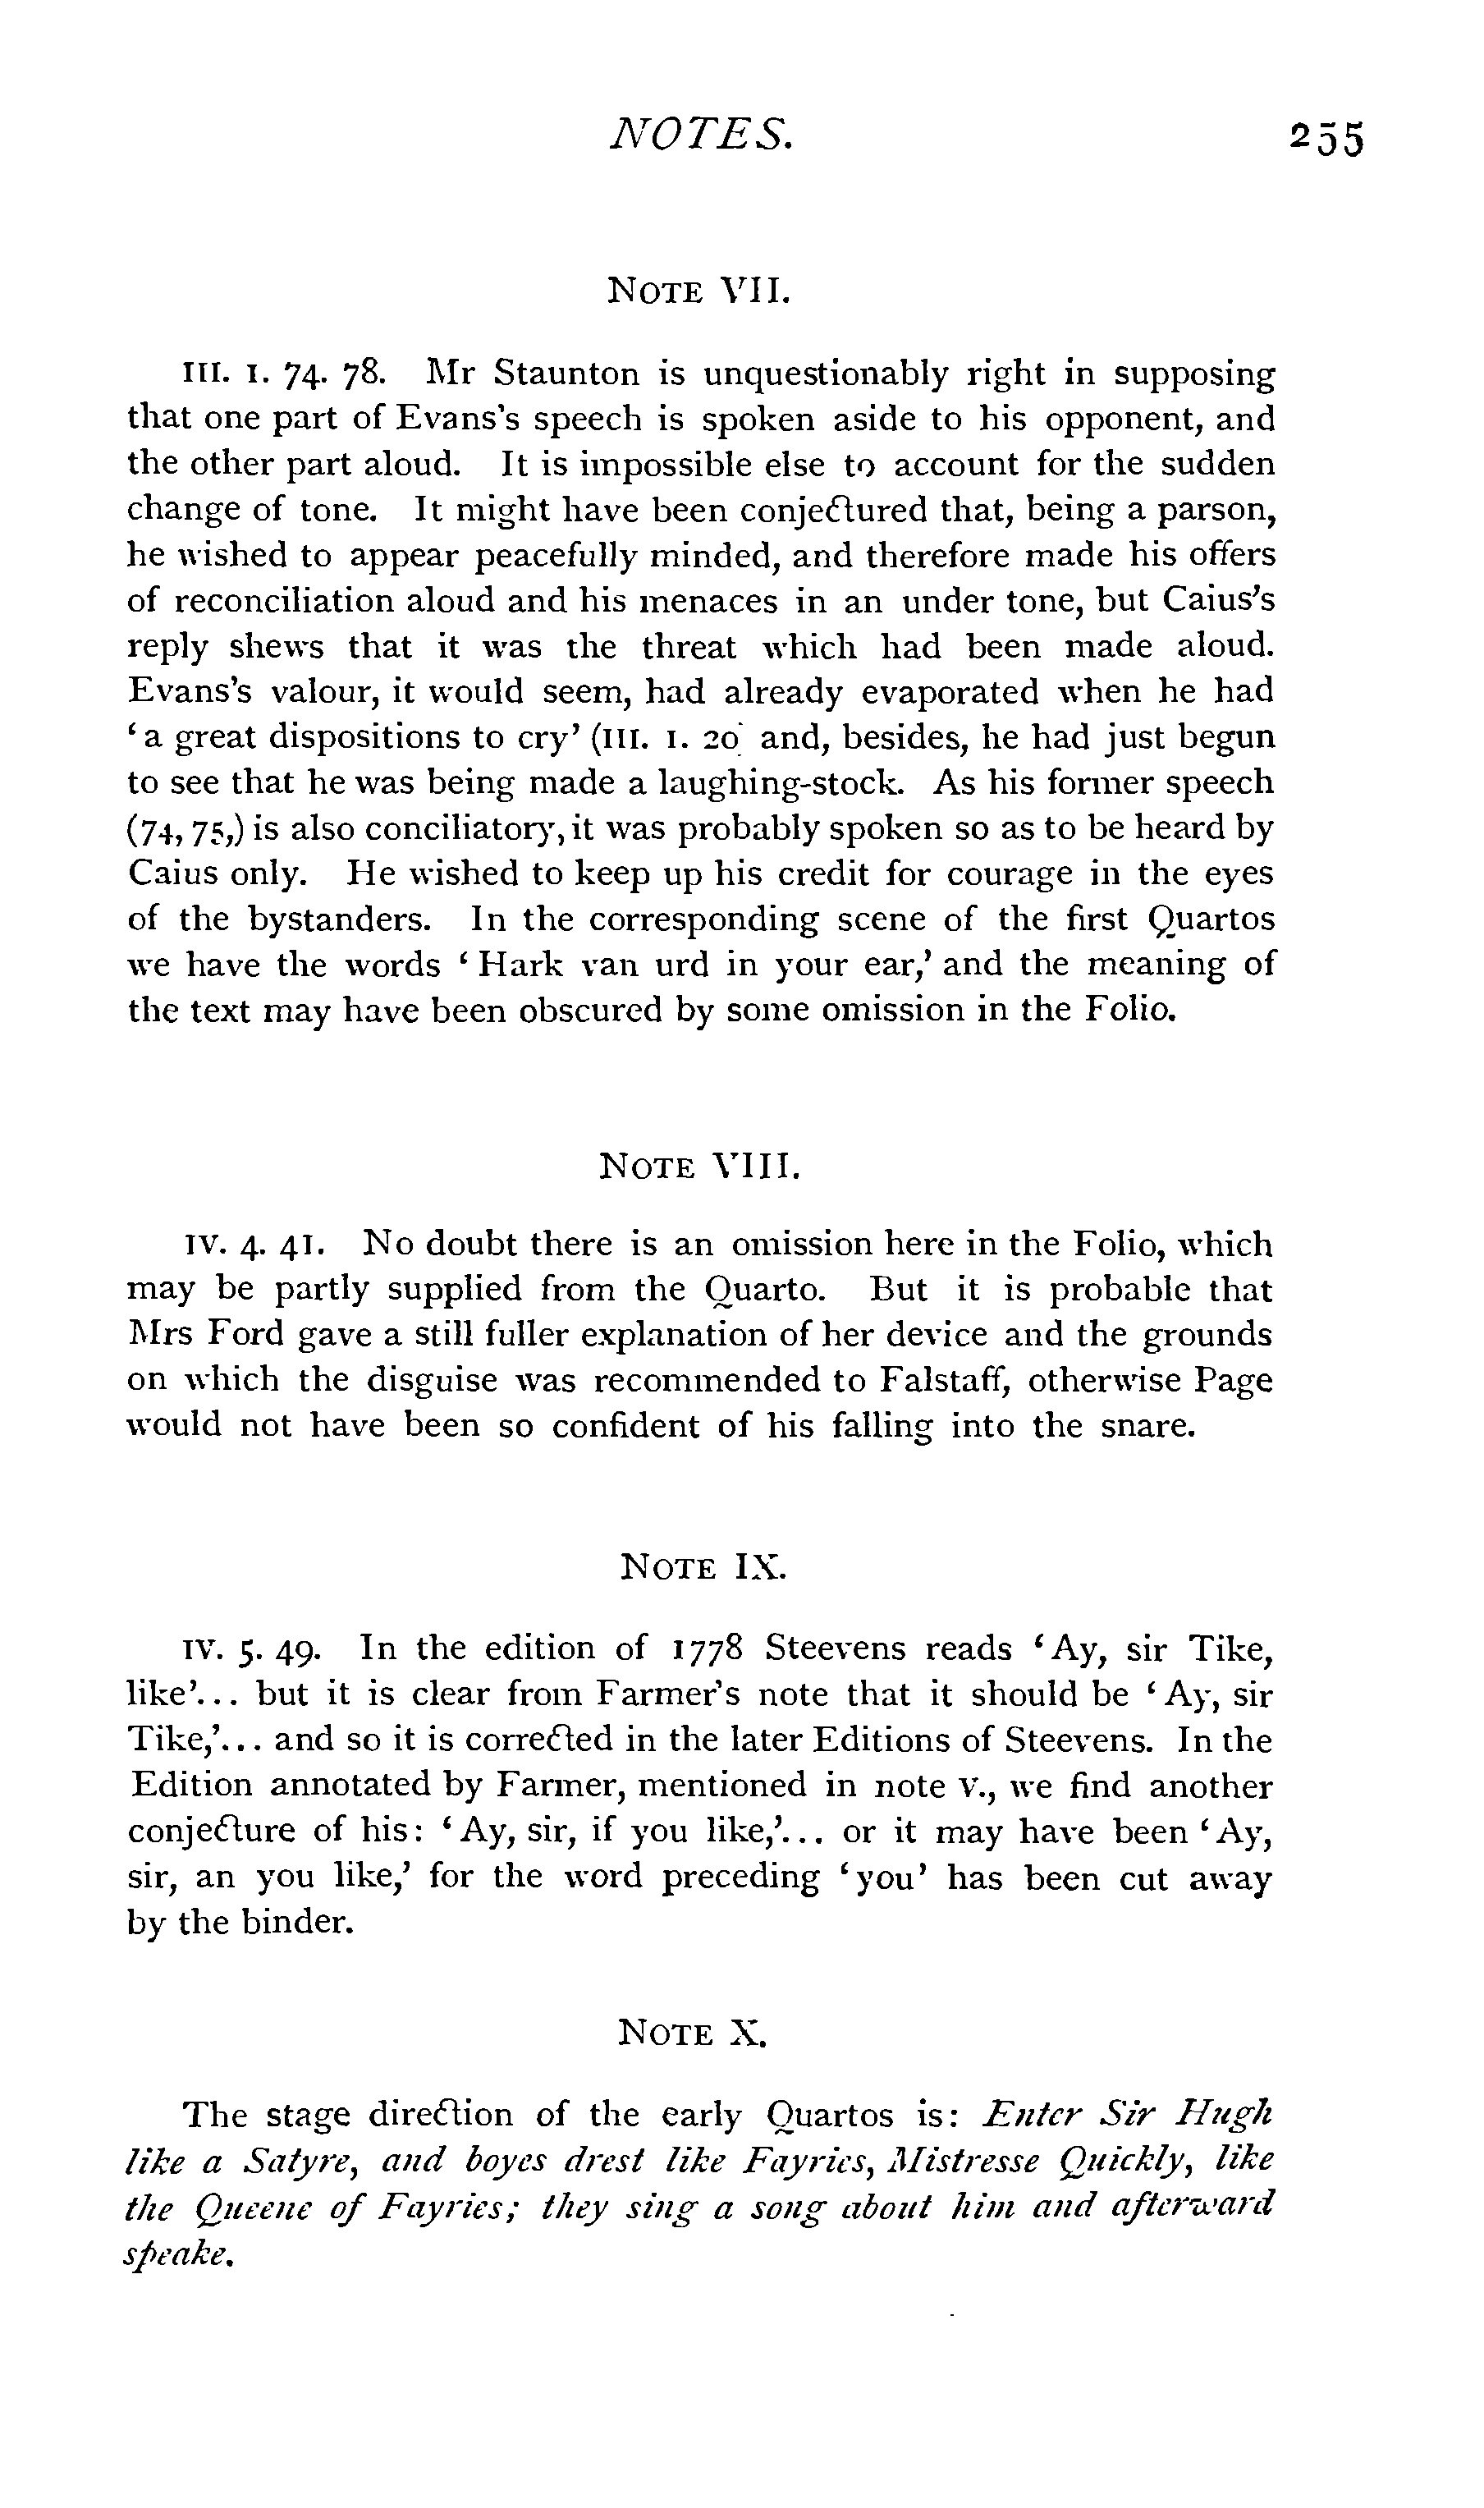 NOTES. 255
NOTE VII.
III. I. 74. 78. Mr Staunton is unquestionably right in supposing
that one part of Evans's speech is spoken aside to his opponent, and
the other part aloud. It is impossible else to account for the sudden
change of tone. It might have been conjectured that, being a parson,
he wished to appear peacefully minded, and therefore made his offers
of reconciliation aloud and his menaces in an under tone, but Caius's
reply shews that it was the threat which had been made aloud.
Evans's valour, it would seem, had already evaporated when he had
‘a great dispositions to cry’ (III. I. 20 and, besides, he had just begun
to see that he was being made a laughing-stock. As his former speech
(74, 75,) is also conciliatory, it was probably spoken so as to be heard by
Caius only. He wished to keep up his credit for courage in the eyes
of the bystanders. In the corresponding scene of the first Quartos
we have the words ‘Hark van urd in your ear,’ and the meaning of
the text may have been obscured by some omission in the Folio.
NOTE VIII.
IV. 4. 41. No doubt there is an omission here in the Folio, which
may be partly supplied from the Quarto. But it is probable that
Mrs Ford gave a still fuller explanation of her device and the grounds
on which the disguise was recommended to Falstaff, otherwise Page
would not have been so confident of his falling into the snare.
NOTE IX.
IV. 5. 49. In the edition of 1778 Steevens reads ‘Ay, sir Tike,
like’... but it is clear from Farmer's note that it should be ‘Ay, sir
Tike,’... and so it is corrected in the later Editions of Steevens. In the
Edition annotated by Farmer, mentioned in note V., we find another
conjecture of his: ‘Ay, sir, if you like,’... or it may have been ‘Ay,
sir, an you like,’ for the word preceding ‘you’ has been cut away
by the binder.
NOTE X.
The stage direction of the early Quartos is: Enter Sir Hugh
like a Satyre, and boyes drest like Fayries, Mistresse Quickly, like
the Queene of Fayries; they sing a song about him and afterward
speake.